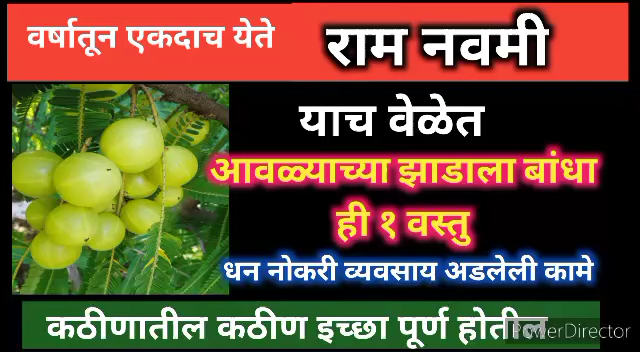 वर्षातून एकदाच येते
राम नवमी
याच वेळेत
आवळ्याच्या झाडाला बांधा
ही १ वस्तु
धन नोकरी व्यवसाय अडलेली कामे
कठीणातील कठीण इच्छा पूर्ण होतील
PowerDirector